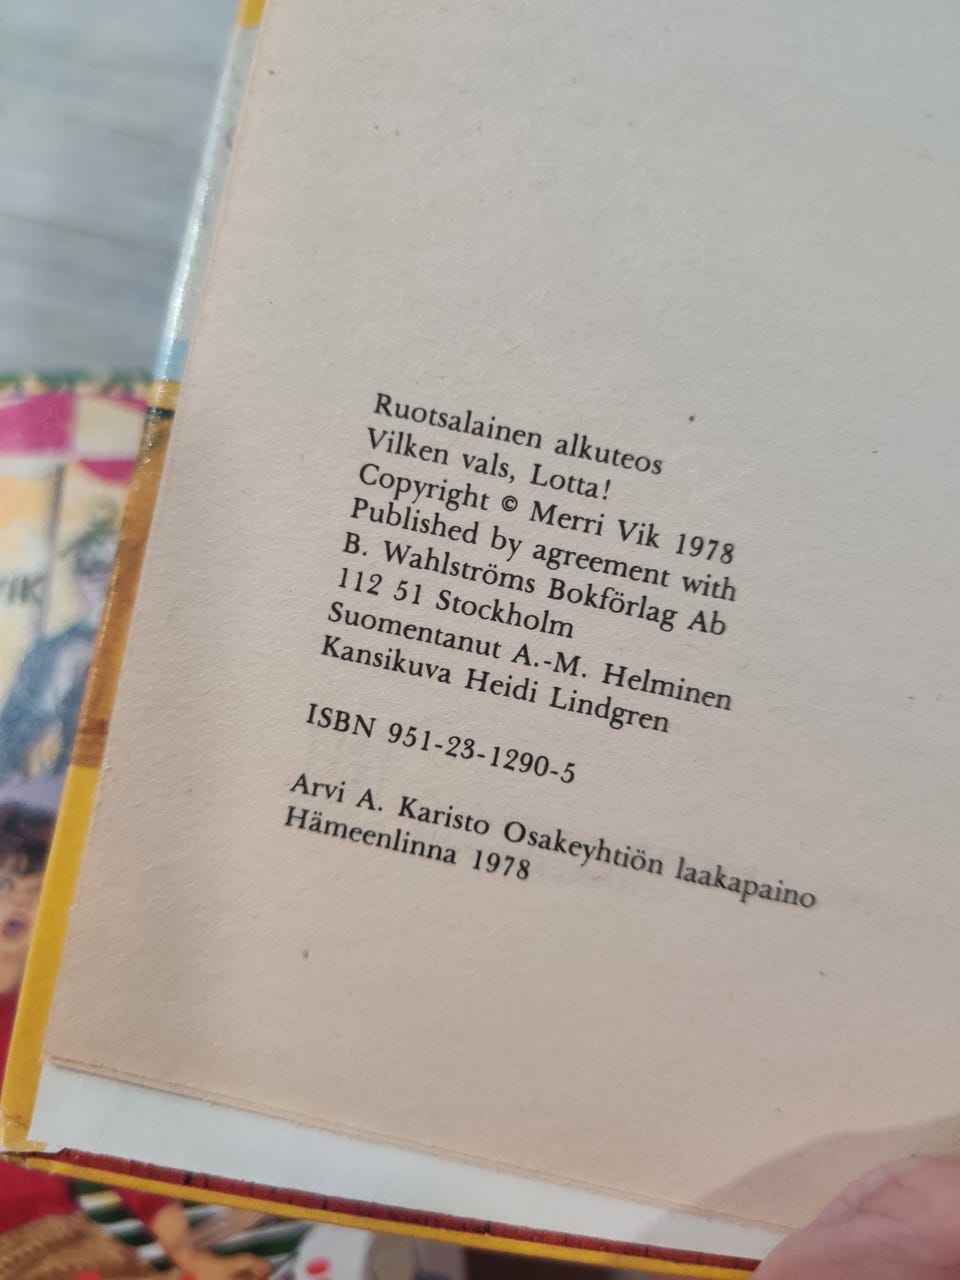 Ruotsalainen alkuteos
Vilken vals, Lotta!
Copyright © Merri Vik 1978
Published by agreement with
B. Wahlströms Bokförlag Ab
112 51 Stockholm
Suomentanut A.-M. Helminen
Kansikuva Heidi Lindgren
ISBN 951-23-1290-5
Arvi A. Karisto Osakeyhtiön laakapaino
Hämeenlinna 1978